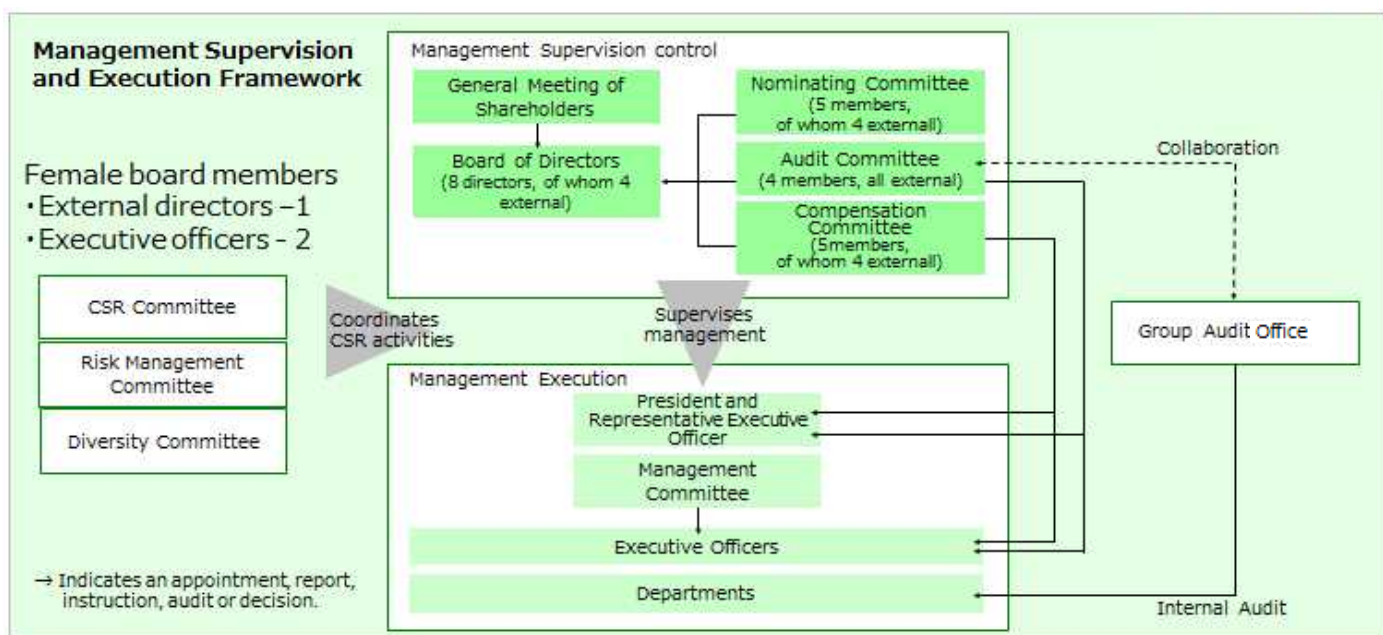 Management Supervision
and Execution Framework
Female board members
・External directors –1
・Executive officers - 2
CSR Committee
Risk Management
Committee
Diversity Committee
→ Indicates an appointment, report,
instruction, audit or decision.
Coordinates
CSR activities
Management Supervision control
General Meeting of
Shareholders
Board of Directors
(8 directors, of whom 4
external)
Nominating Committee
(5 members,
of whom 4 externall)
Audit Committee
(4 members, all external)
Compensation
Committee
(5members,
of whom 4 externall)
Supervises
management
Management Execution
President and
Representative Executive
Officer
Management
Committee
Executive Officers
Departments
Collaboration
Group Audit Office
Internal Audit